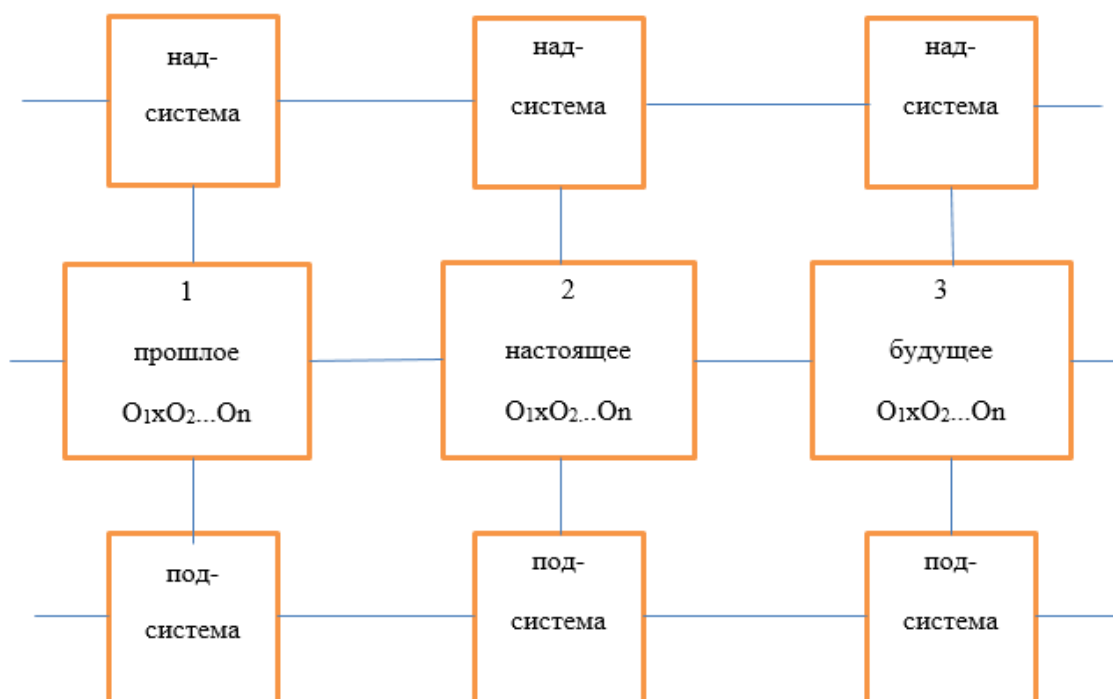 над-
система
над-
система
над-
система
1
прошлое
O₁xO₂...On
2
настоящее
O₁xO₂...On
3
будущее
O₁xO₂...On
под-
система
под-
система
под-
система